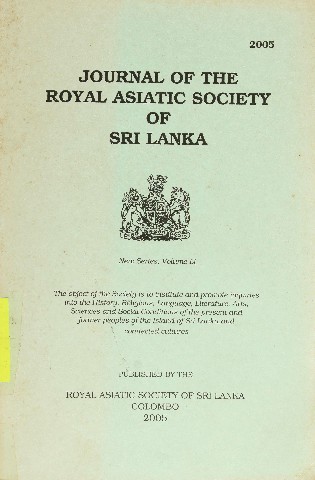 2005
JOURNAL OF THE
ROYAL ASIATIC SOCIETY
OF
SRI LANKA
New Series, Volume LI
The object of the Society is to institute and promote inquiries
into the History, Religions, Language, Literature, Arts,
Sciences and Social Conditions of the present and
former peoples of the Island of Sri Lanka and
connected cultures
PUBLISHED BY THE
ROYAL ASIATIC SOCIETY OF SRI LANKA
COLOMBO
2005